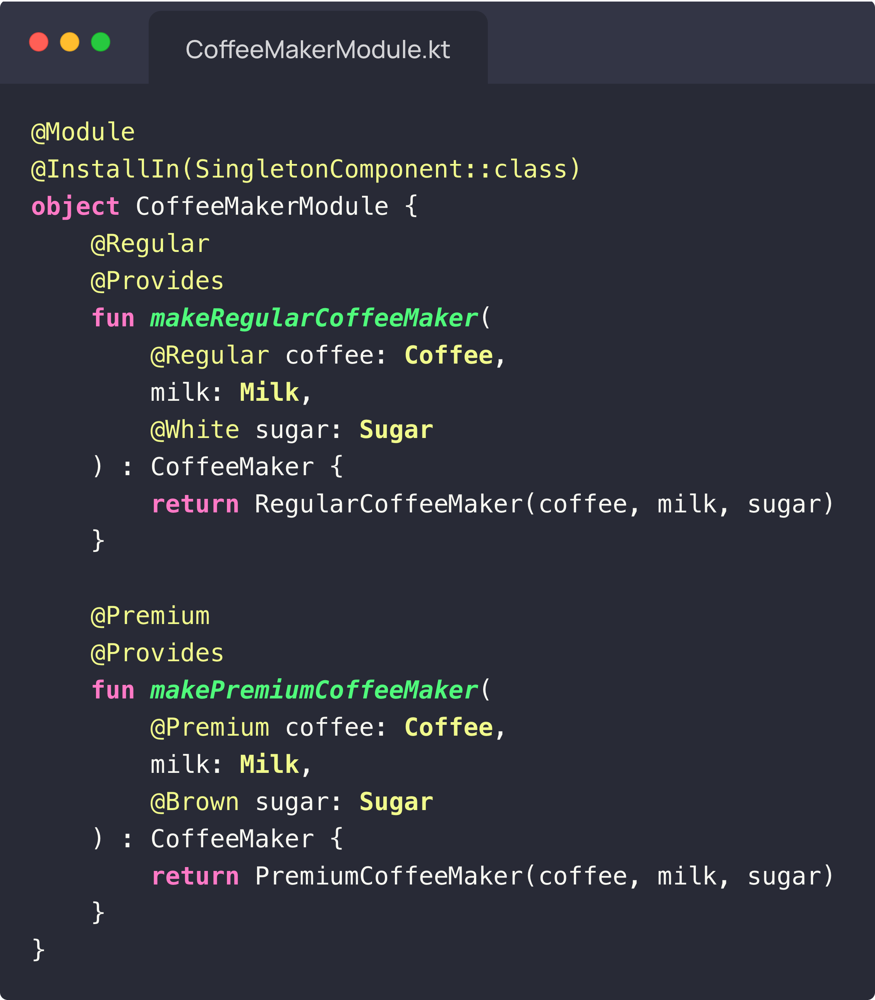 CoffeeMakerModule.kt
@Module
@InstallIn(SingletonComponent::class)
object CoffeeMakerModule {
    @Regular
    @Provides
    fun makeRegularCoffeeMaker(
        @Regular coffee: Coffee,
        milk: Milk,
        @White sugar: Sugar
    ) : CoffeeMaker {
        return RegularCoffeeMaker(coffee, milk, sugar)
    }

    @Premium
    @Provides
    fun makePremiumCoffeeMaker(
        @Premium coffee: Coffee,
        milk: Milk,
        @Brown sugar: Sugar
    ) : CoffeeMaker {
        return PremiumCoffeeMaker(coffee, milk, sugar)
    }
}